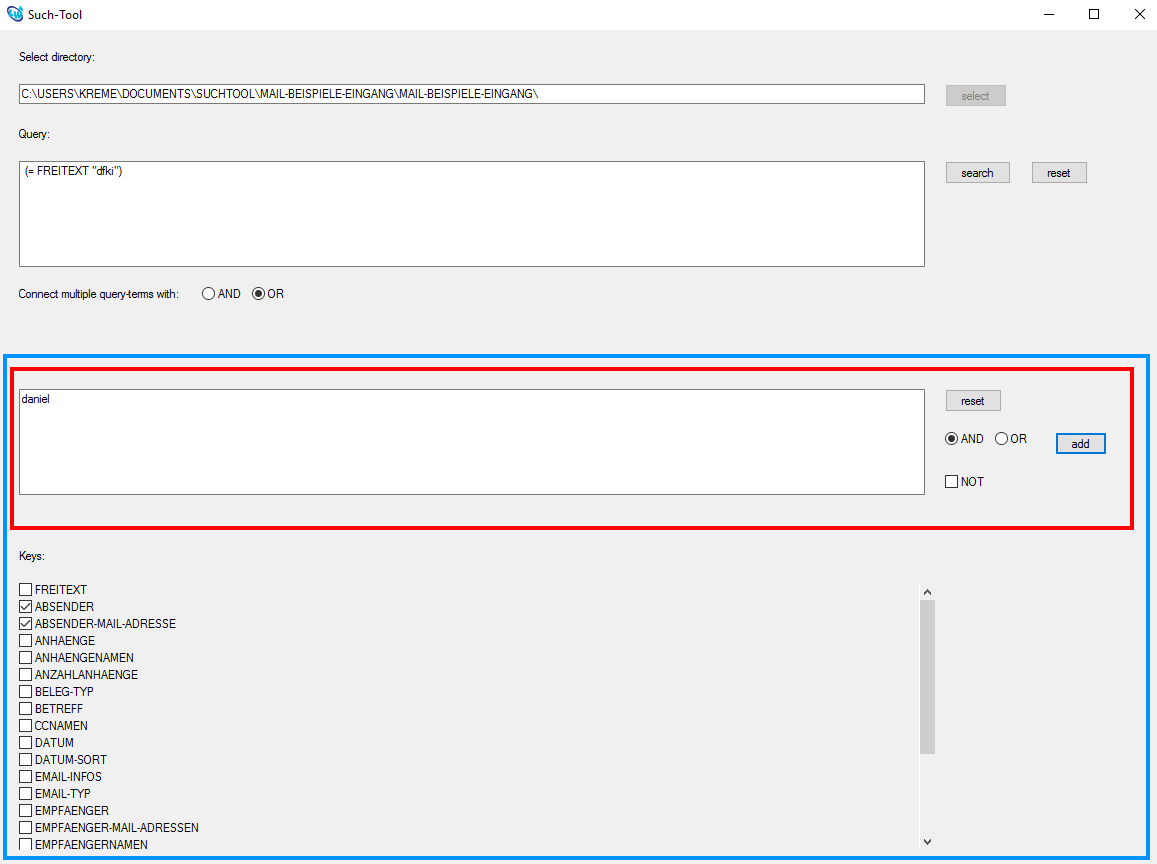 Such-Tool
Select directory:
C:\USERS\KREME\DOCUMENTS\SUCHTOOL\MAIL-BEISPIELE-EINGANG\MAIL-BEISPIELE-EINGANG\
select
Query:
(= FREITEXT "dfki")
search reset
Connect multiple query-terms with: AND OR
daniel
reset
AND OR add
NOT
Keys:
FREITEXT
ABSENDER
ABSENDER-MAIL-ADRESSE
ANHAENGE
ANHAENGENAMEN
ANZAHLANHAENGE
BELEG-TYP
BETREFF
CCNAMEN
DATUM
DATUM-SORT
EMAIL-INFOS
EMAIL-TYP
EMPFAENGER
EMPFAENGER-MAIL-ADRESSEN
EMPFAENGERNAMEN